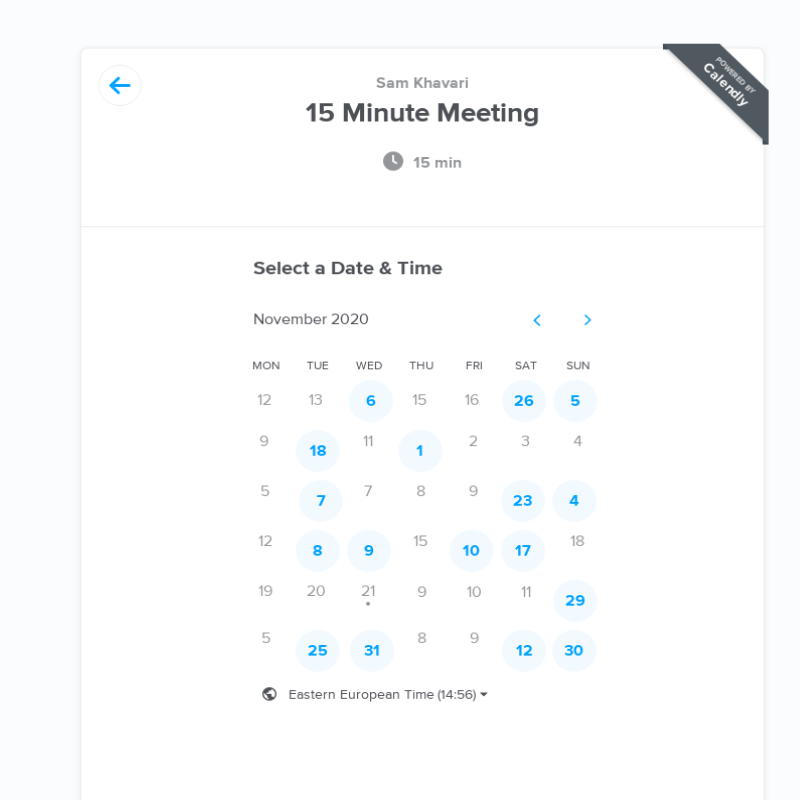 POWERED BY
Calendly
Sam Khavari
15 Minute Meeting
15 min
Select a Date & Time
November 2020
MON TUE WED THU FRI SAT SUN
12 13 6 15 16 26 5
9 18 11 1 2 3 4
5 7 7 8 9 23 4
12 8 9 15 10 17 18
19 20 21 9 10 11 29
5 25 31 8 9 12 30
Eastern European Time (14:56)